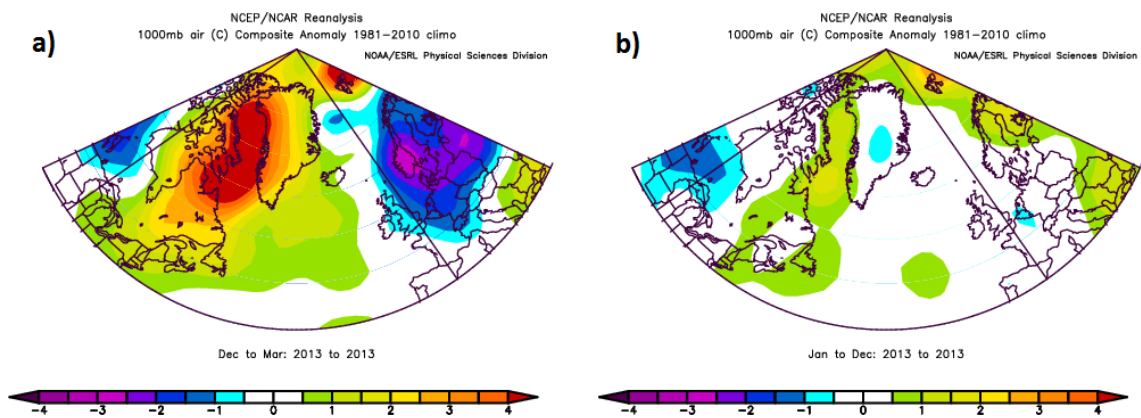 a)
NCEP/NCAR Reanalysis
1000mb air (C) Composite Anomaly 1981-2010 climo
NOAA/ESRL Physical Sciences Division
Dec to Mar: 2013 to 2013
-4 -3 -2 -1 0 1 2 3 4
b)
NCEP/NCAR Reanalysis
1000mb air (C) Composite Anomaly 1981-2010 climo
NOAA/ESRL Physical Sciences Division
Jan to Dec: 2013 to 2013
-4 -3 -2 -1 0 1 2 3 4